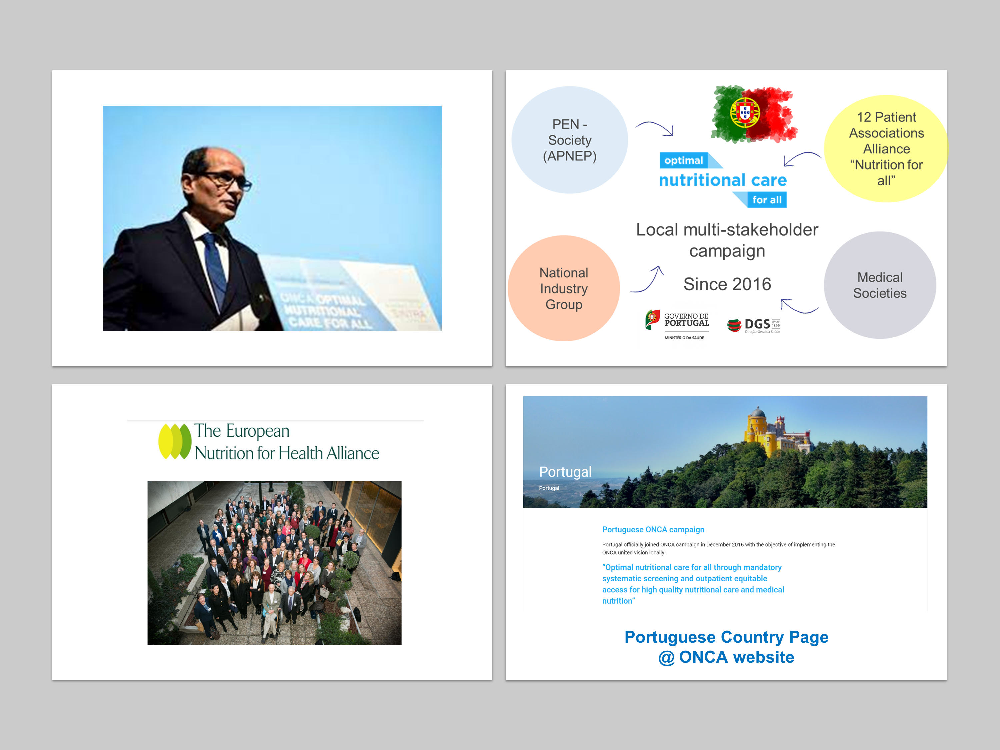 ONCA OPTIMAL
NUTRITIONAL
CARE FOR ALL
PEN -
Society
(APNEP)
12 Patient
Associations
Alliance
“Nutrition for
all”
optimal
nutritional care
for all
Local multi-stakeholder
campaign
Since 2016
National
Industry
Group
Medical
Societies
GOVERNO DE
PORTUGAL
MINISTÉRIO DA SAÚDE
DGS desde
1899
Direção-Geral da Saúde
The European
Nutrition for Health Alliance
Portugal
Portugal
Portuguese ONCA campaign
Portugal officially joined ONCA campaign in December 2016 with the objective of implementing the
ONCA united vision locally:
“Optimal nutritional care for all through mandatory
systematic screening and outpatient equitable
access for high quality nutritional care and medical
nutrition”
Portuguese Country Page
@ ONCA website